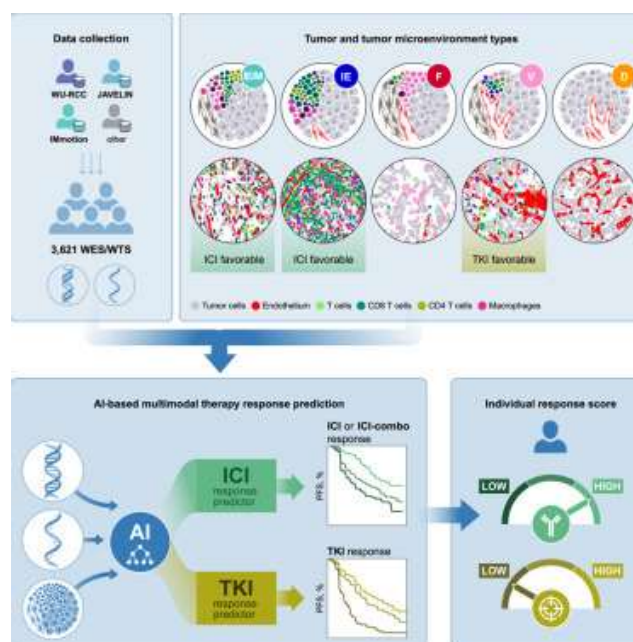 Data collection
WU-RCC
JAVELIN
IMmotion
other
3,621 WES/WTS
Tumor and tumor microenvironment types
IE/M
IE
F
V
D
ICI favorable
ICI favorable
TKI favorable
Tumor cells
Endothelium
T cells
CD8 T cells
CD4 T cells
Macrophages
AI-based multimodal therapy response prediction
AI
ICI
response
predictor
ICI or ICI-combo
response
PFS, %
TKI
response
predictor
TKI response
PFS, %
Individual response score
LOW
HIGH
LOW
HIGH